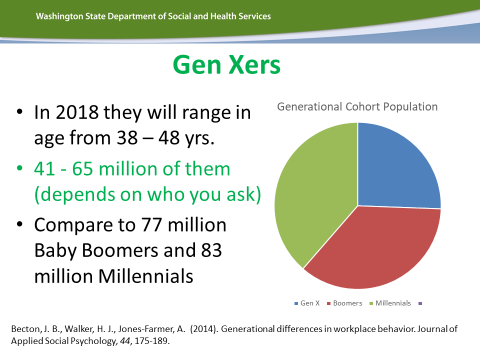 Washington State Department of Social and Health Services
Gen Xers
• In 2018 they will range in
age from 38 – 48 yrs.
• 41 - 65 million of them
(depends on who you ask)
• Compare to 77 million
Baby Boomers and 83
million Millennials
Generational Cohort Population
Gen X Boomers Millennials
Becton, J. B., Walker, H. J., Jones-Farmer, A. (2014). Generational differences in workplace behavior. Journal of
Applied Social Psychology, 44, 175-189.